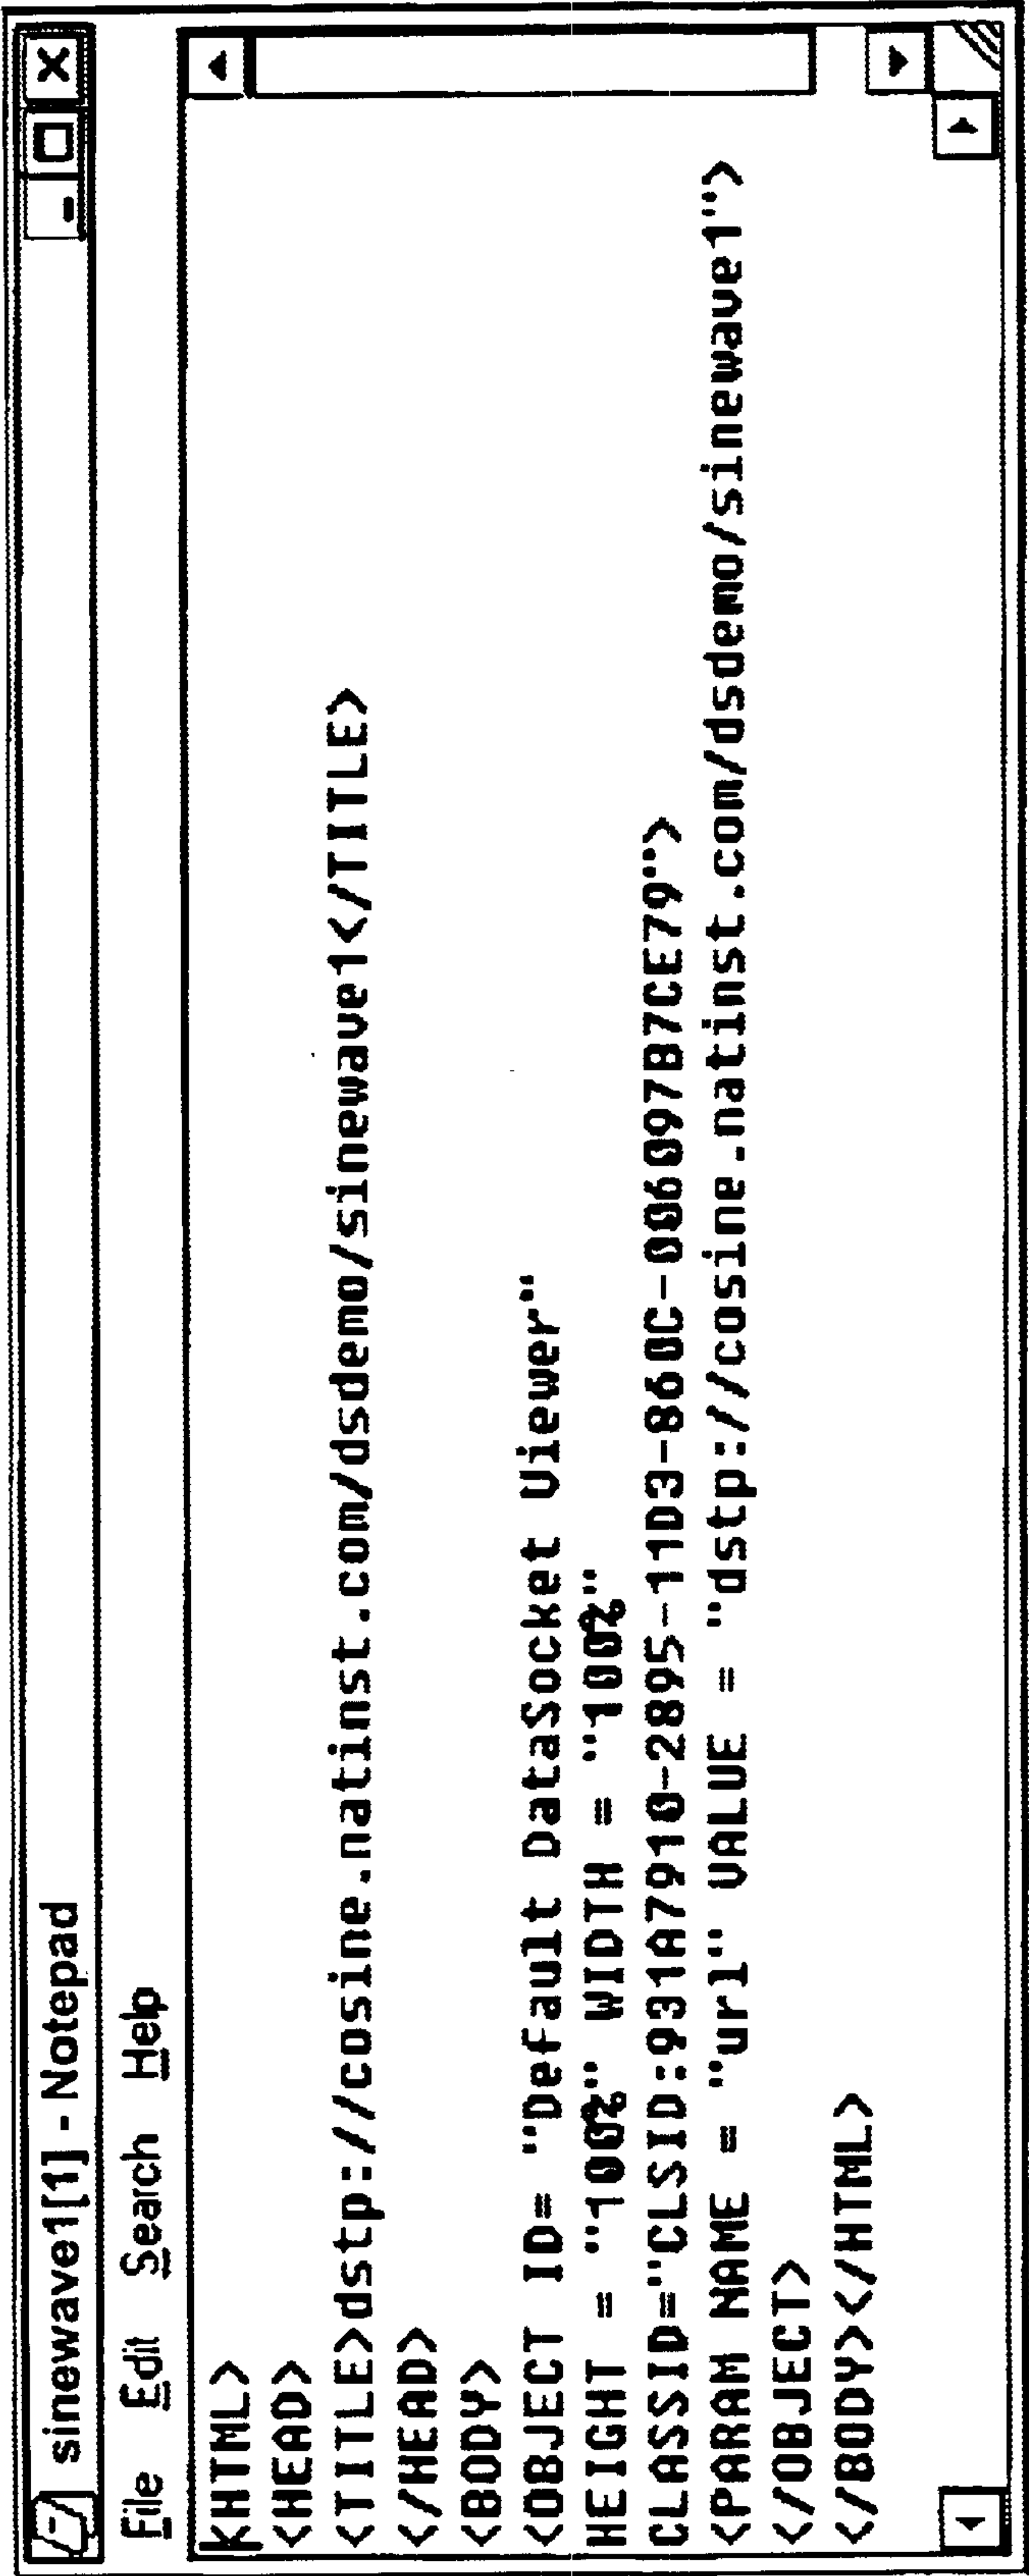 sinewave1[1] - Notepad
File Edit Search Help
<HTML>
<HEAD>
<TITLE>dstp://cosine.natinst.com/dsdemo/sinewave1</TITLE>
</HEAD>
<BODY>
<OBJECT ID= "Default DataSocket Viewer"
HEIGHT = "100%" WIDTH = "100%"
CLASSID="CLSID:931A7910-2895-11D3-860C-006097B7CE79">
<PARAM NAME = "url" VALUE = "dstp://cosine.natinst.com/dsdemo/sinewave1">
</OBJECT>
</BODY></HTML>